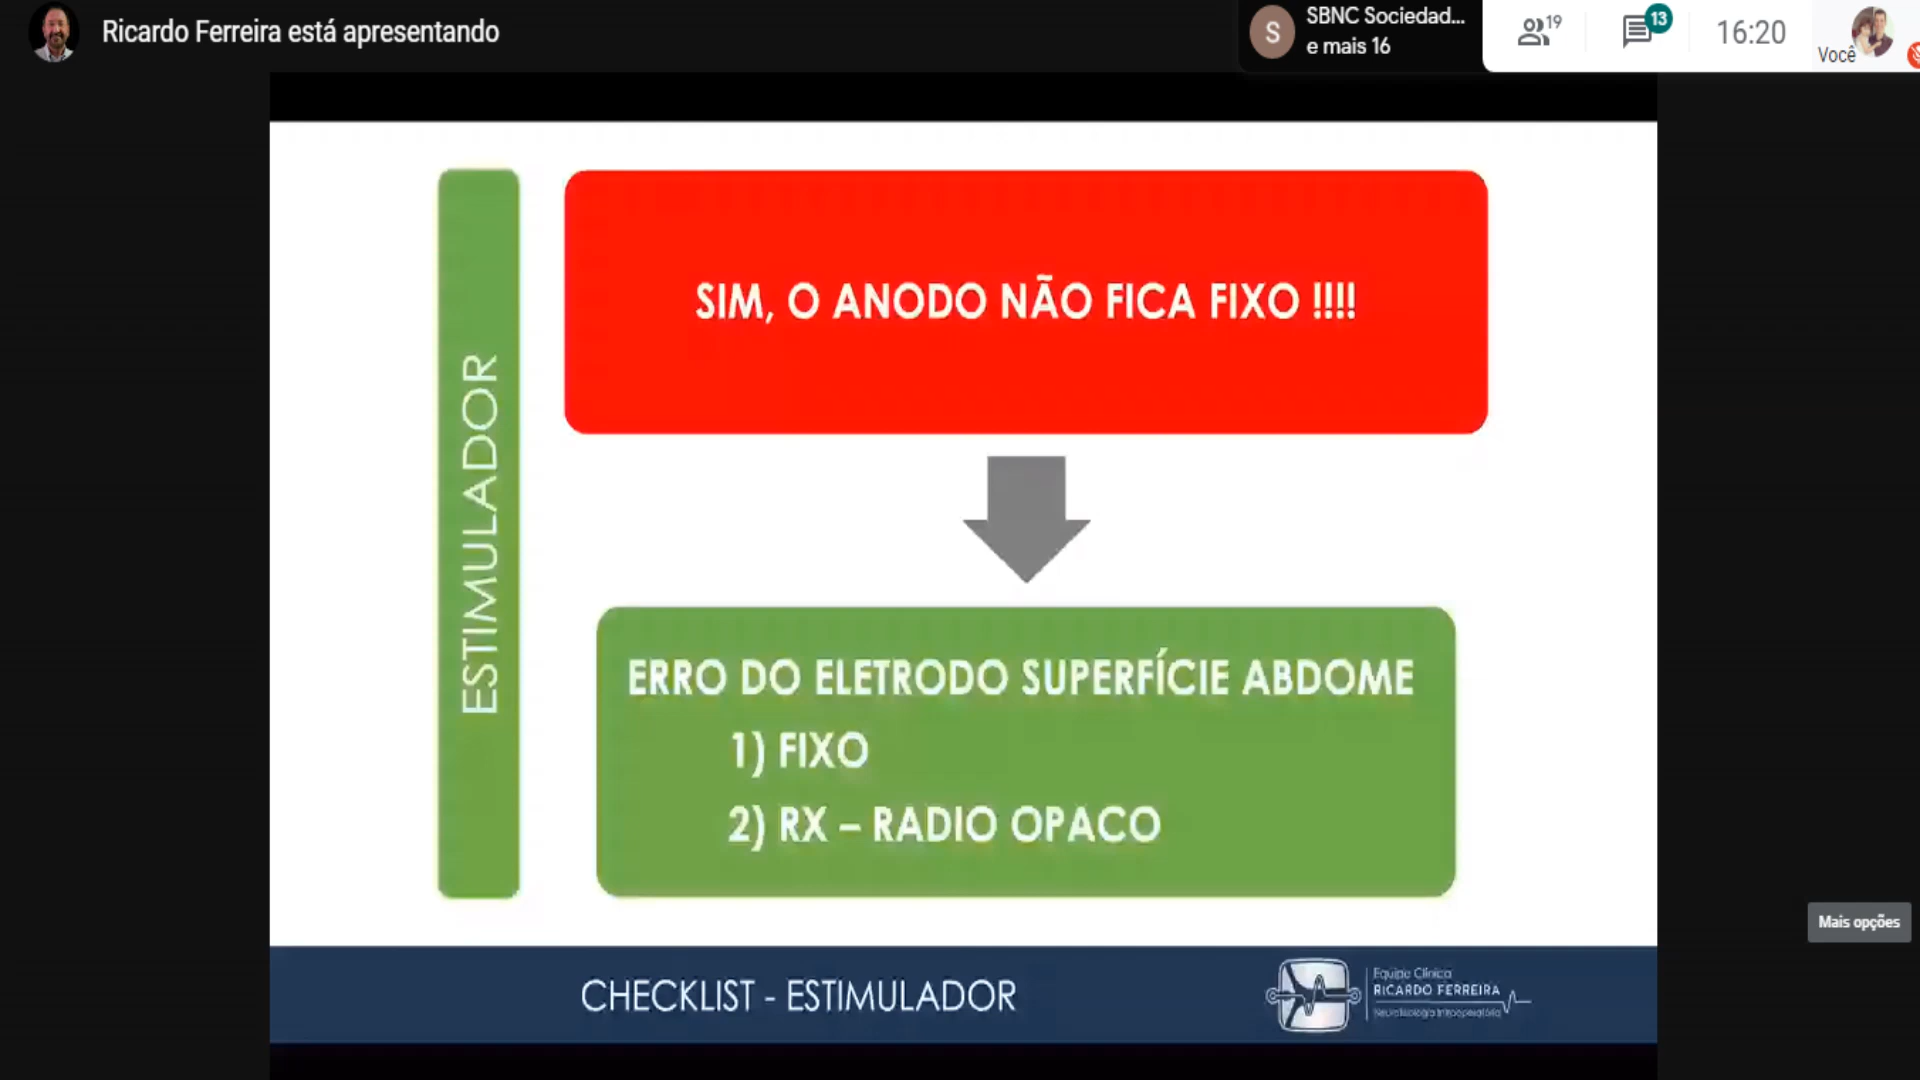 Ricardo Ferreira está apresentando
S
SBNC Sociedad...
e mais 16
19
13
16:20
Você
ESTIMULADOR
SIM, O ANODO NÃO FICA FIXO !!!!
ERRO DO ELETRODO SUPERFÍCIE ABDOME
1) FIXO
2) RX – RADIO OPACO
Mais opções
CHECKLIST - ESTIMULADOR
Equipe Clínica
RICARDO FERREIRA
Neurofisiologia Intraoperatória